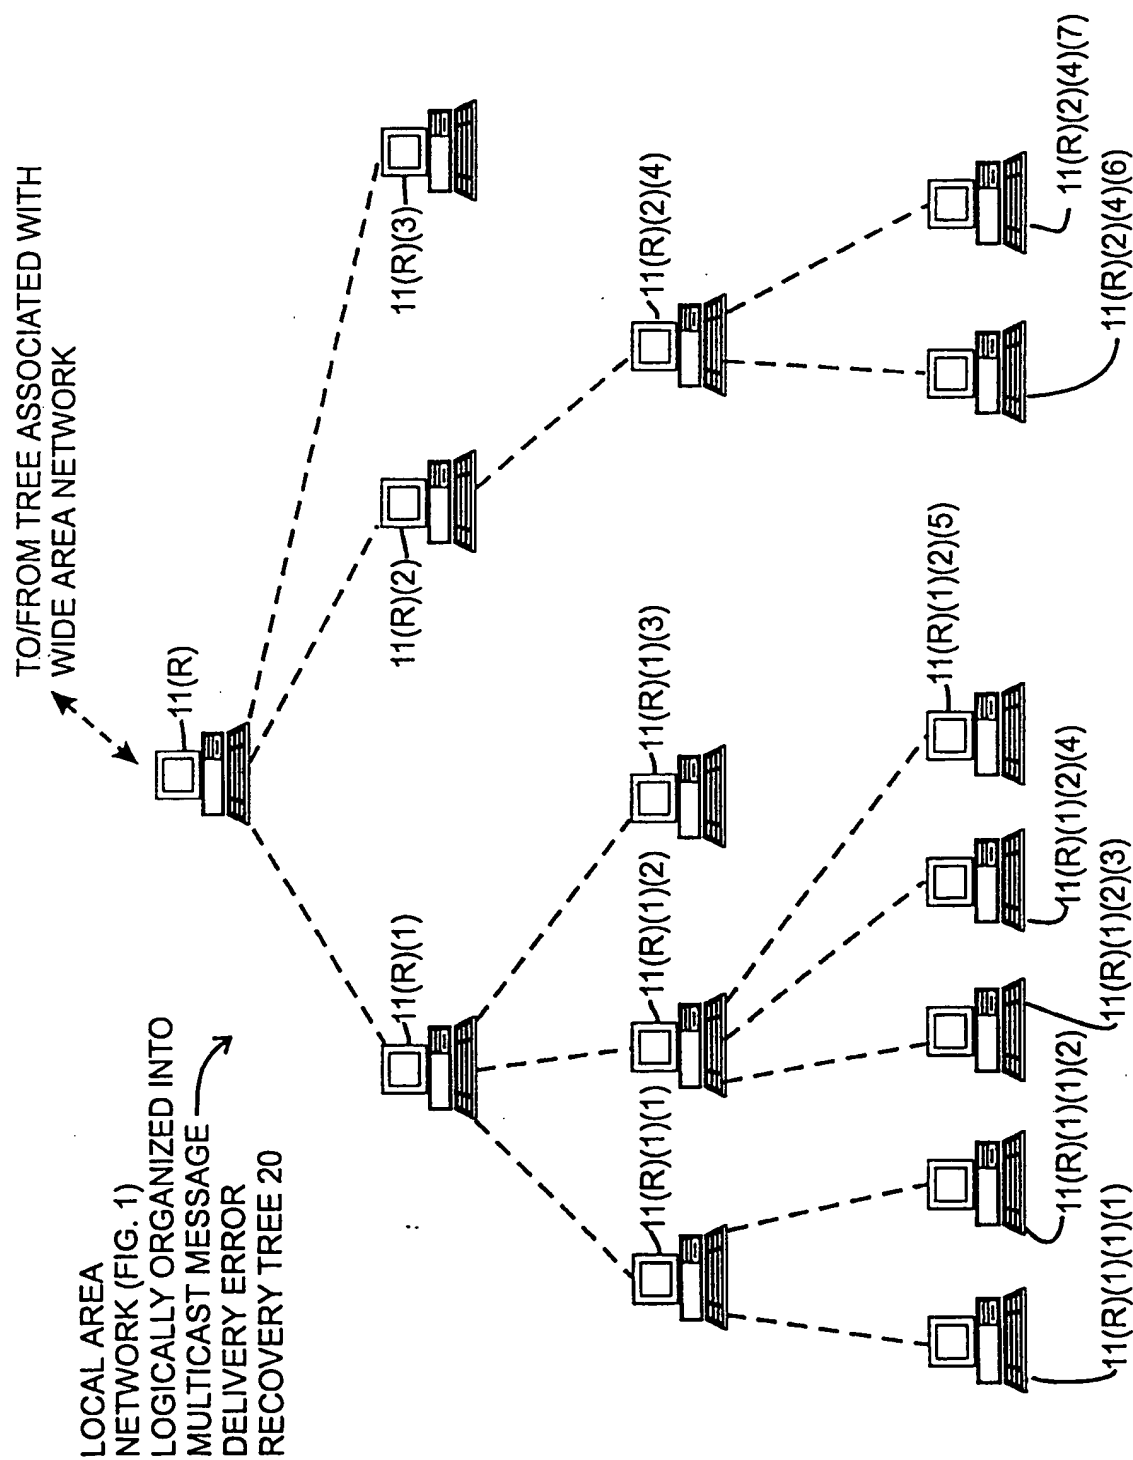 LOCAL AREA
NETWORK (FIG. 1)
LOGICALLY ORGANIZED INTO
MULTICAST MESSAGE
DELIVERY ERROR
RECOVERY TREE 20
TO/FROM TREE ASSOCIATED WITH
WIDE AREA NETWORK
11(R)
11(R)(1)
11(R)(2)
11(R)(3)
11(R)(1)(1)
11(R)(1)(2)
11(R)(1)(3)
11(R)(2)(4)
11(R)(1)(1)(1)
11(R)(1)(1)(2)
11(R)(1)(2)(3)
11(R)(1)(2)(4)
11(R)(1)(2)(5)
11(R)(2)(4)(6)
11(R)(2)(4)(7)